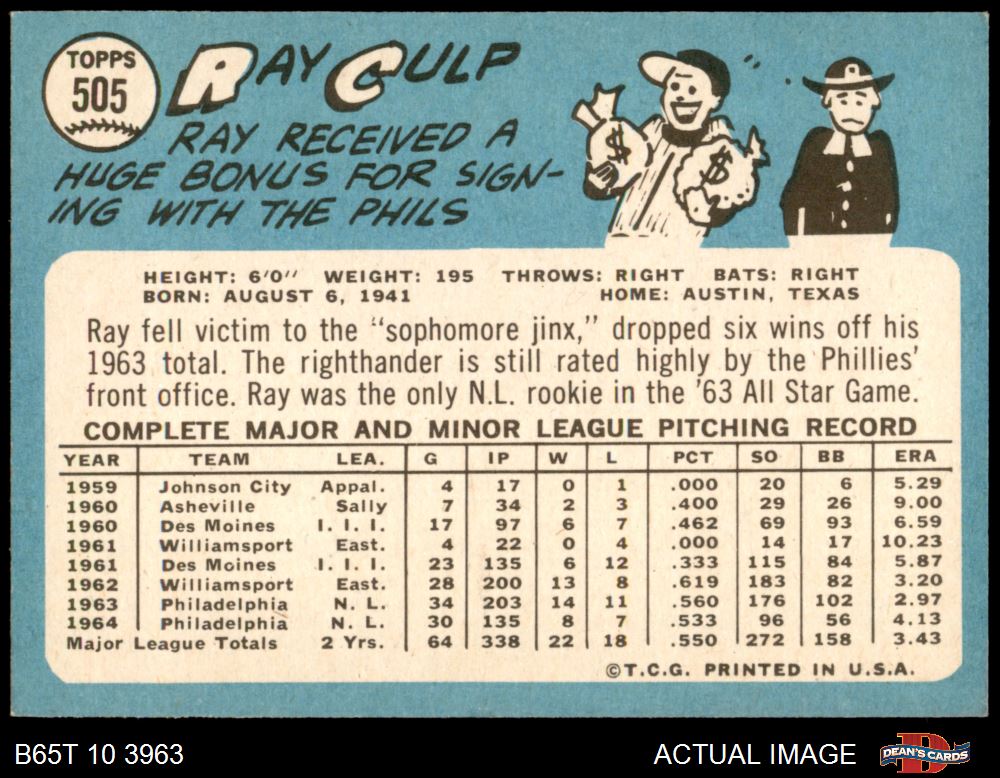 TOPPS
505
RAY CULP
RAY RECEIVED A
HUGE BONUS FOR SIGN-
ING WITH THE PHILS
$ $
HEIGHT: 6'0" WEIGHT: 195 THROWS: RIGHT BATS: RIGHT
BORN: AUGUST 6, 1941 HOME: AUSTIN, TEXAS
Ray fell victim to the "sophomore jinx," dropped six wins off his
1963 total. The righthander is still rated highly by the Phillies'
front office. Ray was the only N.L. rookie in the '63 All Star Game.
COMPLETE MAJOR AND MINOR LEAGUE PITCHING RECORD
YEAR TEAM LEA. G IP W L PCT SO BB ERA
1959 Johnson City Appal. 4 17 0 1 .000 20 6 5.29
1960 Asheville Sally 7 34 2 3 .400 29 26 9.00
1960 Des Moines I. I. I. 17 97 6 7 .462 69 93 6.59
1961 Williamsport East. 4 22 0 4 .000 14 17 10.23
1961 Des Moines I. I. I. 23 135 6 12 .333 115 84 5.87
1962 Williamsport East. 28 200 13 8 .619 183 82 3.20
1963 Philadelphia N. L. 34 203 14 11 .560 176 102 2.97
1964 Philadelphia N. L. 30 135 8 7 .533 96 56 4.13
Major League Totals 2 Yrs. 64 338 22 18 .550 272 158 3.43
©T.C.G. PRINTED IN U.S.A.
B65T 10 3963 ACTUAL IMAGE DEAN'S CARDS